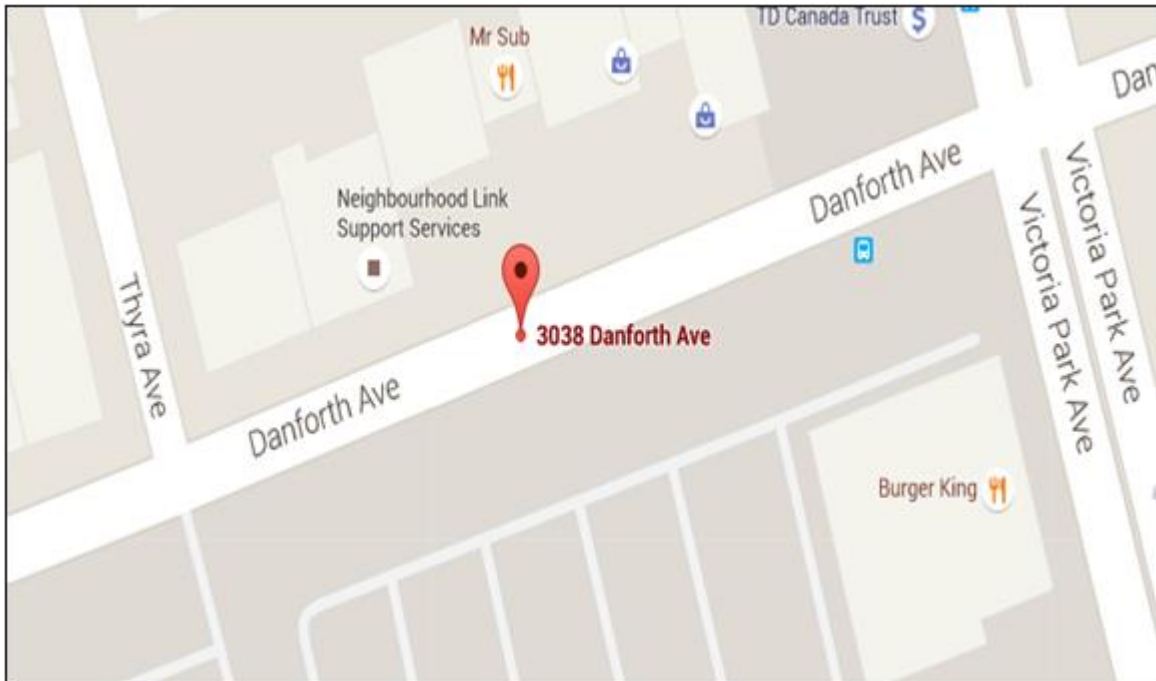 TD Canada Trust
Mr Sub
Dan
Danforth Ave
Victoria Park Ave
Victoria Park Ave
Neighbourhood Link
Support Services
Thyra Ave
3038 Danforth Ave
Danforth Ave
Burger King